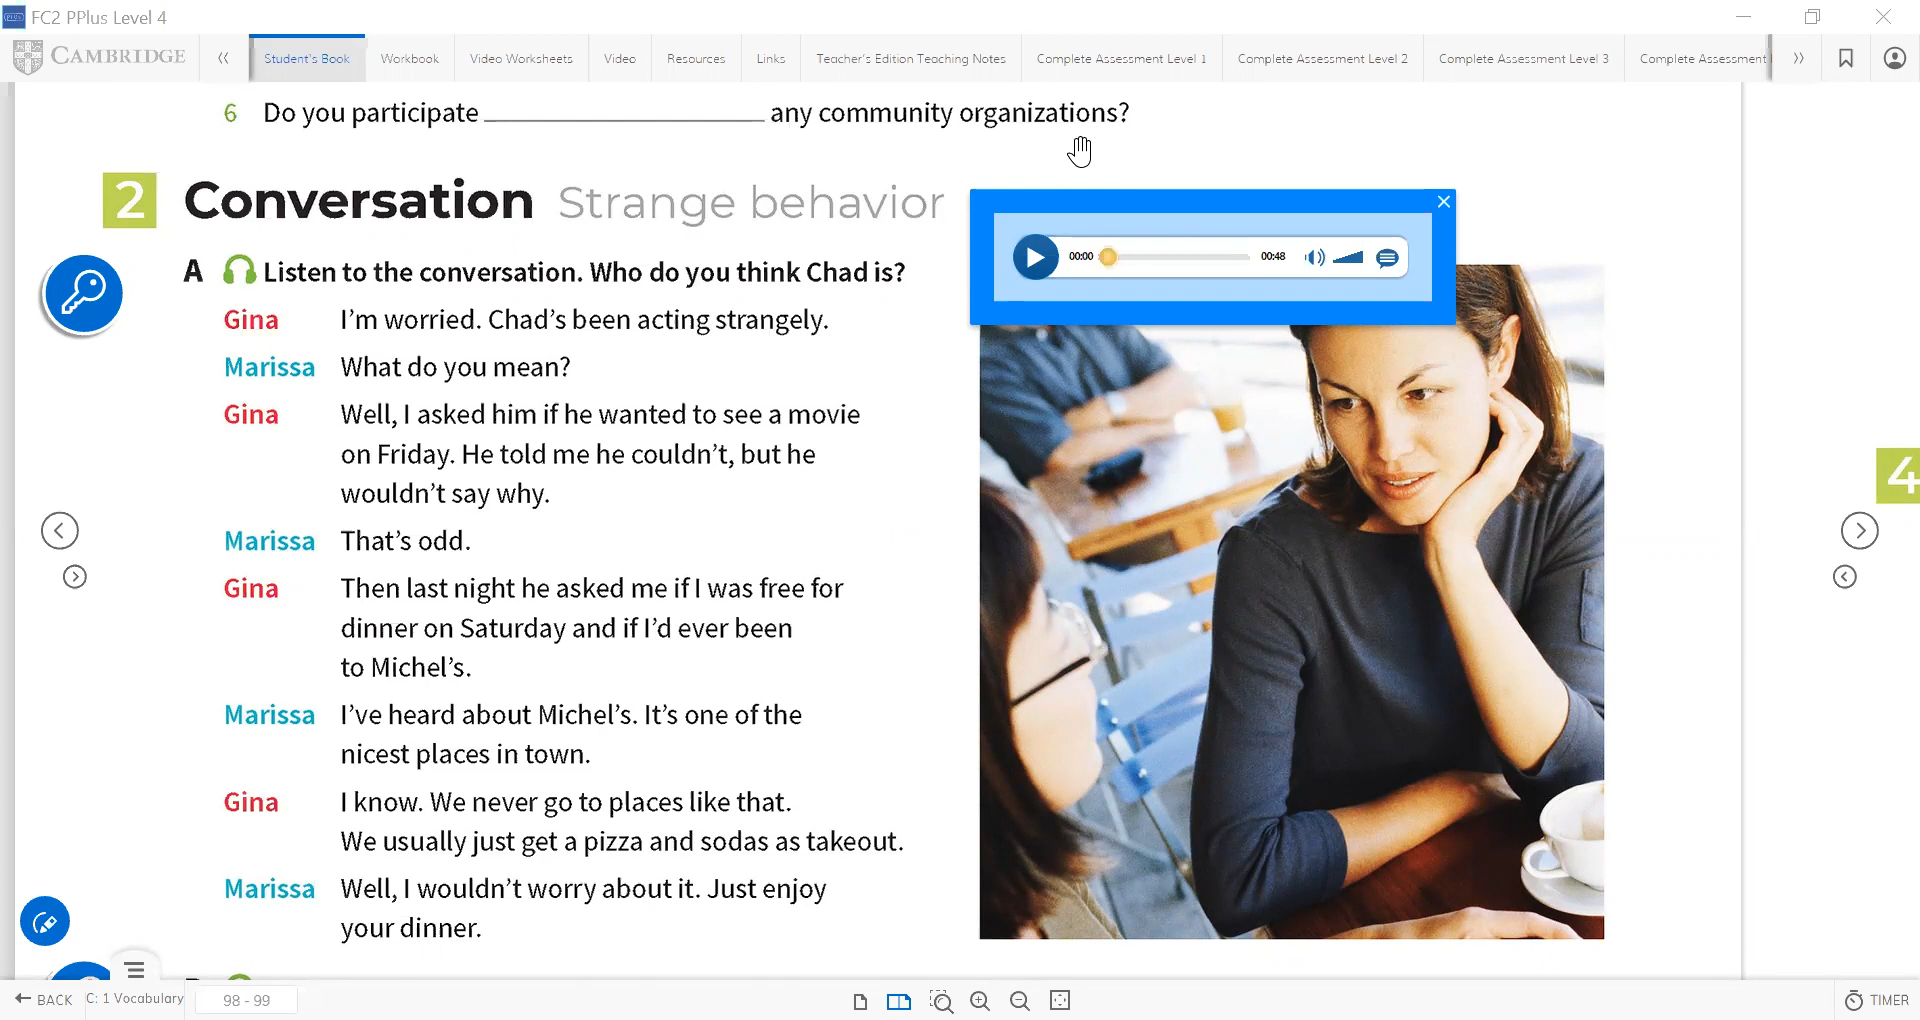 FC2 PPlus Level 4
CAMBRIDGE
Student's Book
Workbook
Video Worksheets
Video
Resources
Links
Teacher's Edition Teaching Notes
Complete Assessment Level 1
Complete Assessment Level 2
Complete Assessment Level 3
Complete Assessment
6 Do you participate ____________ any community organizations?
2 Conversation Strange behavior
00:00 00:48
A Listen to the conversation. Who do you think Chad is?
Gina I'm worried. Chad's been acting strangely.
Marissa What do you mean?
Gina Well, I asked him if he wanted to see a movie
on Friday. He told me he couldn't, but he
wouldn't say why.
Marissa That's odd.
Gina Then last night he asked me if I was free for
dinner on Saturday and if I'd ever been
to Michel's.
Marissa I've heard about Michel's. It's one of the
nicest places in town.
Gina I know. We never go to places like that.
We usually just get a pizza and sodas as takeout.
Marissa Well, I wouldn't worry about it. Just enjoy
your dinner.
4
BACK
C: 1 Vocabulary
98 - 99
TIMER